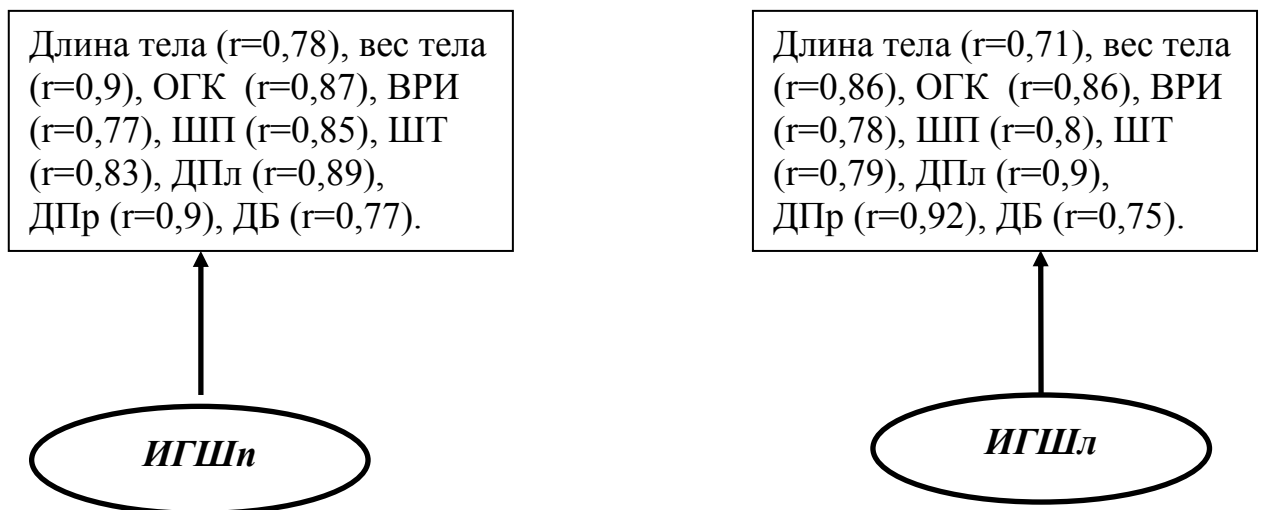 Длина тела (r=0,78), вес тела
(r=0,9), ОГК (r=0,87), ВРИ
(r=0,77), ШП (r=0,85), ШТ
(r=0,83), ДПл (r=0,89),
ДПр (r=0,9), ДБ (r=0,77).
Длина тела (r=0,71), вес тела
(r=0,86), ОГК (r=0,86), ВРИ
(r=0,78), ШП (r=0,8), ШТ
(r=0,79), ДПл (r=0,9),
ДПр (r=0,92), ДБ (r=0,75).
ИГШп
ИГШл